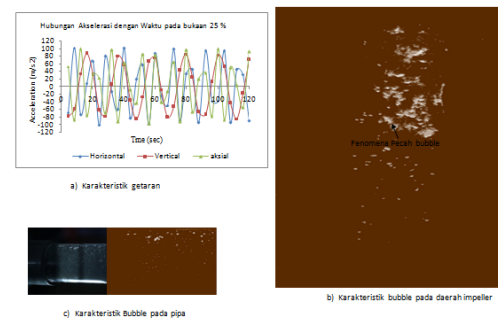 Hubungan Akselerasi dengan Waktu pada bukaan 25 %
Acceleration (m/s2)
120
100
80
60
40
20
0
-20
-40
-60
-80
-100
-120
0 20 40 60 80 100 120
Time (sec)
Horizontal Vertical aksial
a) Karakteristik getaran
Fenomena Pecah bubble
b) Karakteristik bubble pada daerah impeller
c) Karakteristik Bubble pada pipa